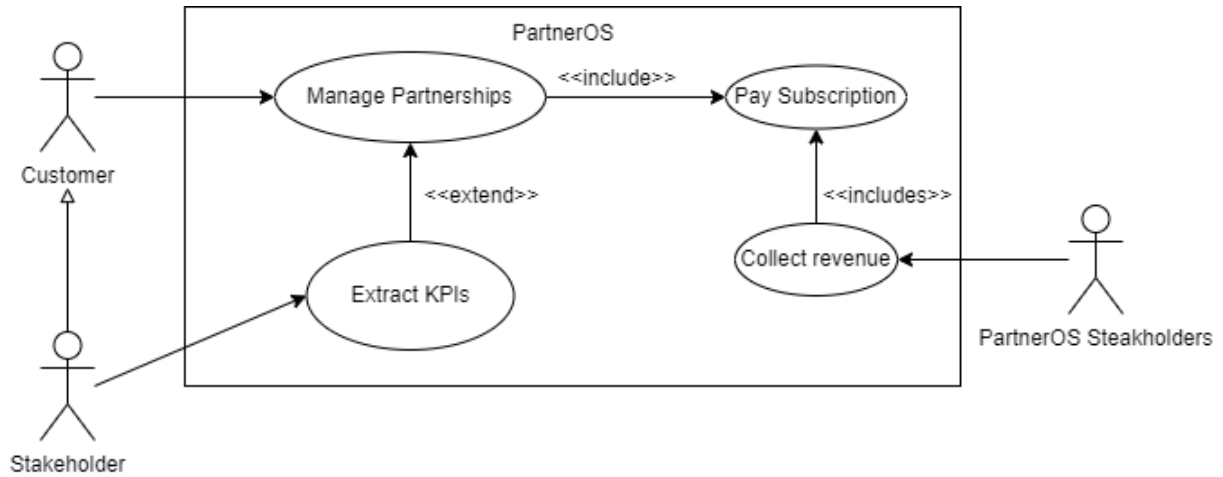 PartnerOS
<<include>>
Manage Partnerships
Pay Subscription
Customer
<<extend>>
<<includes>>
Collect revenue
Extract KPIs
PartnerOS Steakholders
Stakeholder